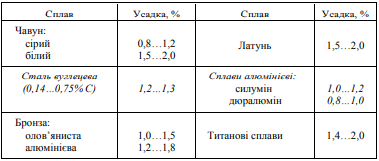 Сплав Усадка, % Сплав Усадка, %
Чавун:
сірий 0,8…1,2 Латунь 1,5…2,0
білий 1,5…2,0
Сталь вуглецева Сплави алюмінієві:
(0,14…0,75% С) 1,2…1,3 силумін 1,0…1,2
дюралюмін 0,8…1,0
Бронза:
олов’яниста 1,0…1,5 Титанові сплави 1,4…2,0
алюмінієва 1,2…1,8